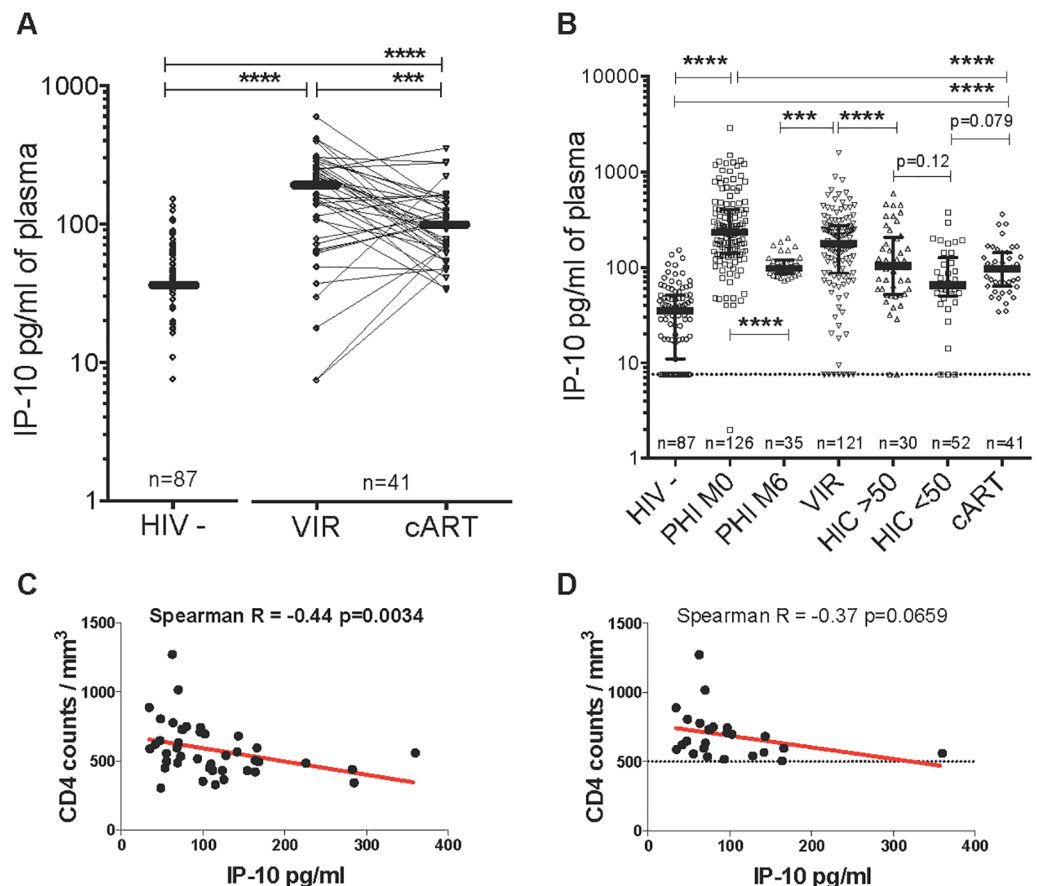 A
****
****
***
1000
100
10
1
IP-10 pg/ml of plasma
n=87
n=41
HIV -
VIR
cART
B
****
****
***
****
p=0.079
p=0.12
****
10000
1000
100
10
1
IP-10 pg/ml of plasma
n=87 n=126 n=35 n=121 n=30 n=52 n=41
HIV -
PHI M0
PHI M6
VIR
HIC >50
HIC <50
cART
C
Spearman R = -0.44 p=0.0034
1500
1000
500
0
CD4 counts / mm³
0 100 200 300 400
IP-10 pg/ml
D
Spearman R = -0.37 p=0.0659
1500
1000
500
0
CD4 counts / mm³
0 100 200 300 400
IP-10 pg/ml